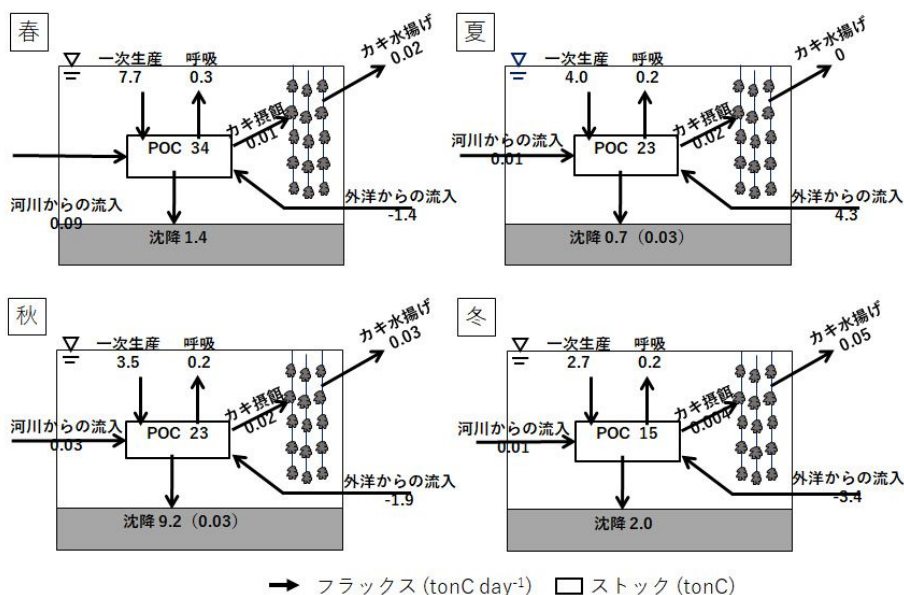 春
一次生産 呼吸
7.7 0.3
カキ水揚げ
0.02
カキ摂餌
0.01
POC 34
河川からの流入
0.09
外洋からの流入
-1.4
沈降 1.4
夏
一次生産 呼吸
4.0 0.2
カキ水揚げ
0
カキ摂餌
0.02
河川からの流入
0.01
POC 23
外洋からの流入
4.3
沈降 0.7（0.03）
秋
一次生産 呼吸
3.5 0.2
カキ水揚げ
0.03
カキ摂餌
0.02
河川からの流入
0.03
POC 23
外洋からの流入
-1.9
沈降 9.2（0.03）
冬
一次生産 呼吸
2.7 0.2
カキ水揚げ
0.05
カキ摂餌
0.004
河川からの流入
0.01
POC 15
外洋からの流入
-3.4
沈降 2.0
フラックス (tonC day⁻¹) ストック (tonC)